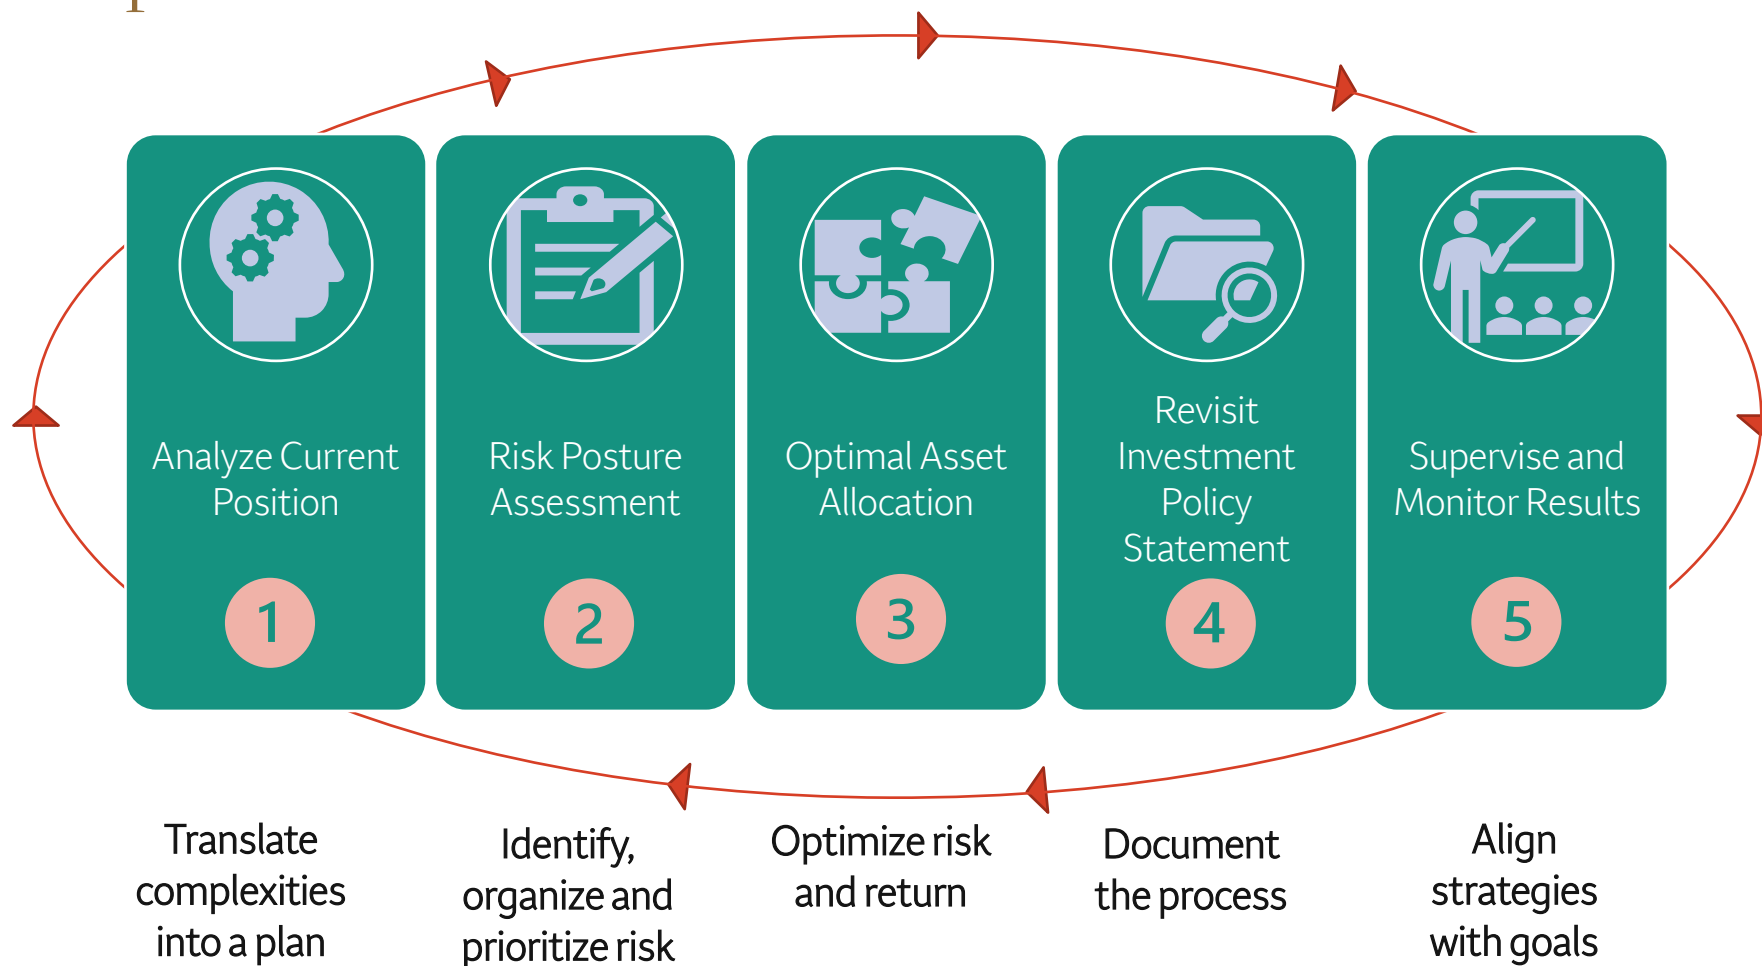 Analyze Current
Position
1
Risk Posture
Assessment
2
Optimal Asset
Allocation
3
Revisit
Investment
Policy
Statement
4
Supervise and
Monitor Results
5
Translate
complexities
into a plan
Identify,
organize and
prioritize risk
Optimize risk
and return
Document
the process
Align
strategies
with goals